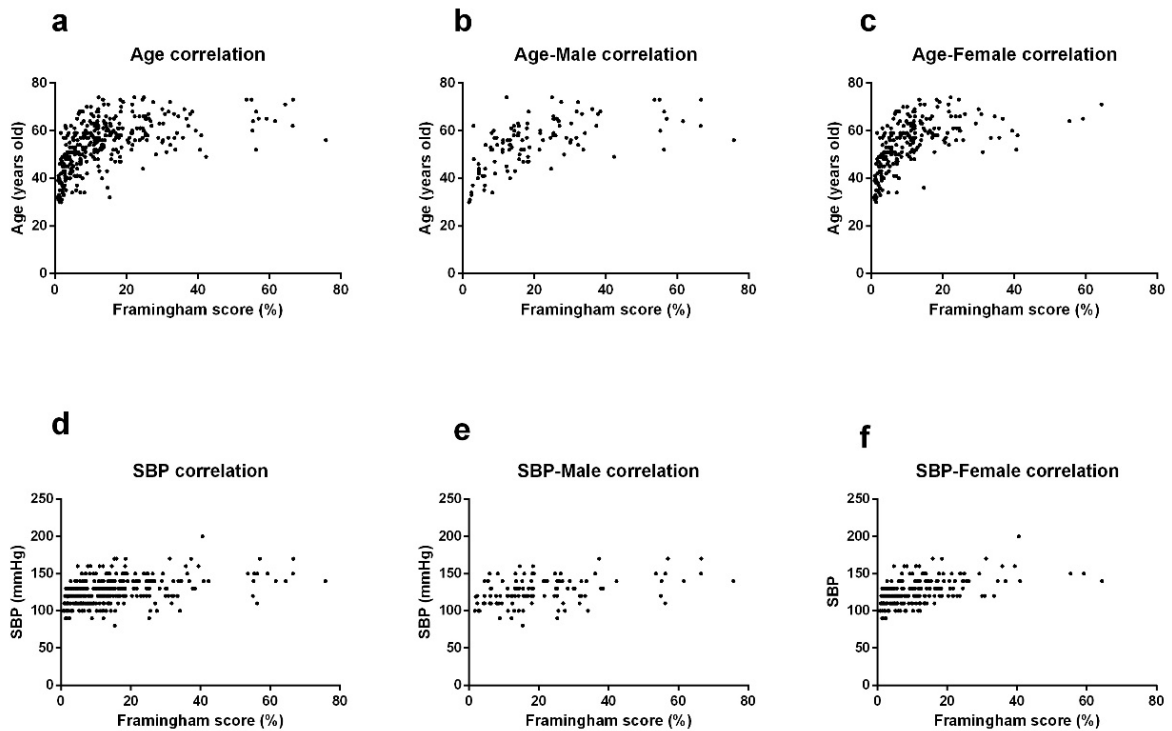 a
Age correlation
Age (years old)
80
60
40
20
0
0 20 40 60 80
Framingham score (%)
b
Age-Male correlation
Age (years old)
80
60
40
20
0
0 20 40 60 80
Framingham score (%)
c
Age-Female correlation
Age (years old)
80
60
40
20
0
0 20 40 60 80
Framingham score (%)
d
SBP correlation
SBP (mmHg)
250
200
150
100
50
0
0 20 40 60 80
Framingham score (%)
e
SBP-Male correlation
SBP (mmHg)
250
200
150
100
50
0
0 20 40 60 80
Framingham score (%)
f
SBP-Female correlation
SBP
250
200
150
100
50
0
0 20 40 60 80
Framingham score (%)